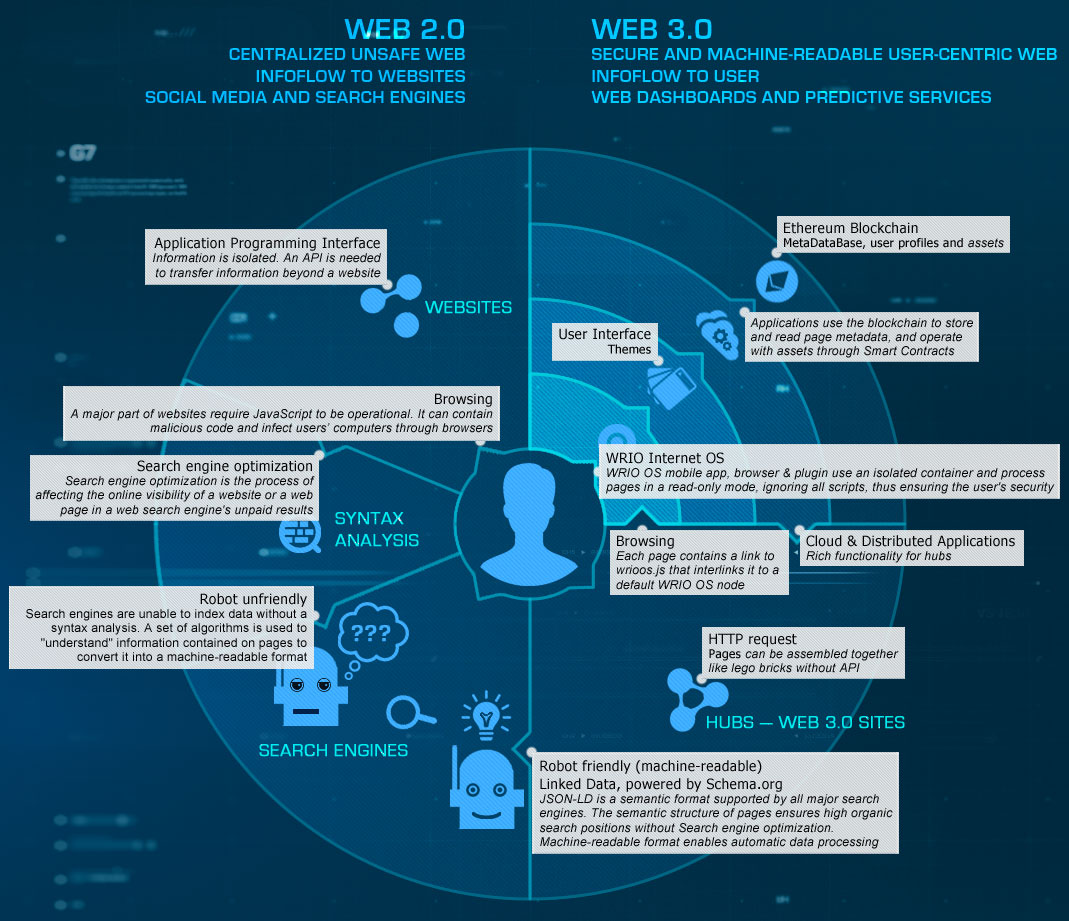 WEB 2.0
CENTRALIZED UNSAFE WEB
INFOFLOW TO WEBSITES
SOCIAL MEDIA AND SEARCH ENGINES
WEB 3.0
SECURE AND MACHINE-READABLE USER-CENTRIC WEB
INFOFLOW TO USER
WEB DASHBOARDS AND PREDICTIVE SERVICES
G7
Application Programming Interface
Information is isolated. An API is needed
to transfer information beyond a website
WEBSITES
Ethereum Blockchain
MetaDataBase, user profiles and assets
Applications use the blockchain to store
and read page metadata, and operate
with assets through Smart Contracts
User Interface
Themes
Browsing
A major part of websites require JavaScript to be operational. It can contain
malicious code and infect users' computers through browsers
Search engine optimization
Search engine optimization is the process of
affecting the online visibility of a website or a web
page in a web search engine's unpaid results
WRIO Internet OS
WRIO OS mobile app, browser & plugin use an isolated container and process
pages in a read-only mode, ignoring all scripts, thus ensuring the user's security
SYNTAX
ANALYSIS
Browsing
Each page contains a link to
wrioos.js that interlinks it to a
default WRIO OS node
Cloud & Distributed Applications
Rich functionality for hubs
Robot unfriendly
Search engines are unable to index data without a
syntax analysis. A set of algorithms is used to
"understand" information contained on pages to
convert it into a machine-readable format
???
HTTP request
Pages can be assembled together
like lego bricks without API
HUBS — WEB 3.0 SITES
SEARCH ENGINES
Robot friendly (machine-readable)
Linked Data, powered by Schema.org
JSON-LD is a semantic format supported by all major search
engines. The semantic structure of pages ensures high organic
search positions without Search engine optimization.
Machine-readable format enables automatic data processing